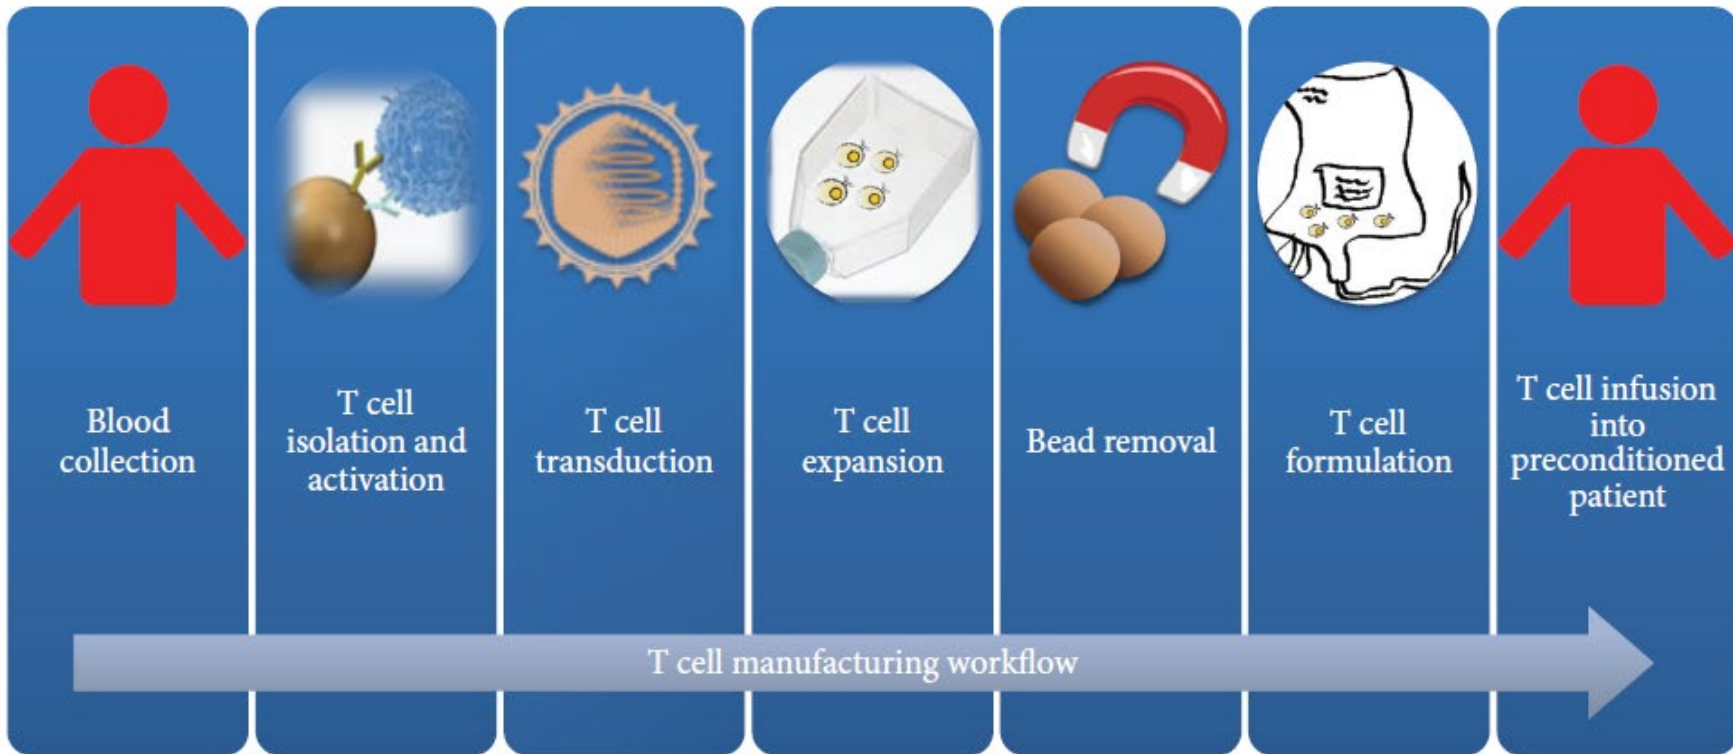 Blood
collection
T cell
isolation and
activation
T cell
transduction
T cell
expansion
Bead removal
T cell
formulation
T cell infusion
into
preconditioned
patient
T cell manufacturing workflow